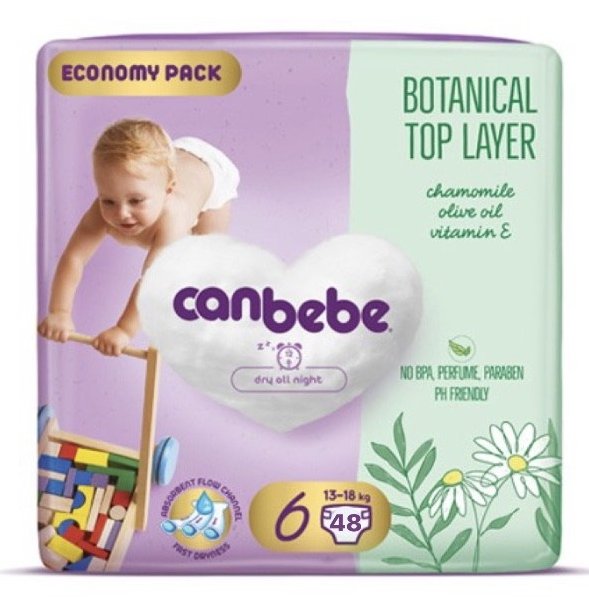 ECONOMY PACK
BOTANICAL
TOP LAYER
chamomile
olive oil
vitamin E
canbebe
zz
dry all night
NO BPA, PERFUME, PARABEN
PH FRIENDLY
ABSORBENT FLOW CHANNEL
FAST DRYNESS
6
13-18 kg
48